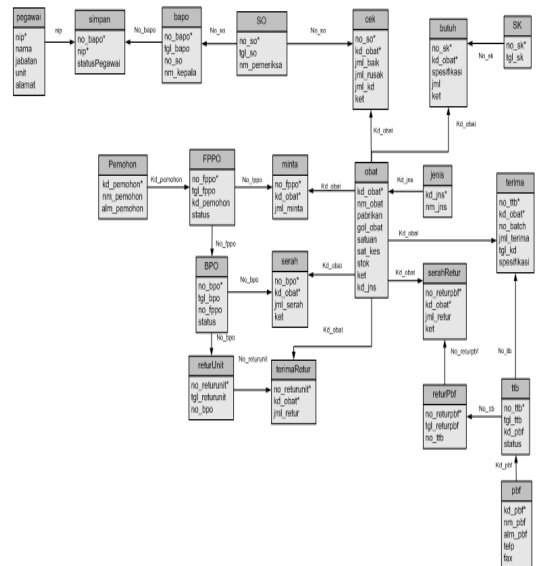 pegawai
nip*
nama
jabatan
unit
alamat
nip
simpan
no_bapo*
nip*
statusPegawai
No_bapo
bapo
no_bapo*
tgl_bapo
no_so
nm_kepala
No_so
SO
no_so*
tgl_so
nm_pemeriksa
No_so
cek
no_so*
kd_obat*
jml_baik
jml_rusak
jml_kd
ket
butuh
no_sk*
kd_obat*
spesifikasi
jml
ket
No_sk
SK
no_sk*
tgl_sk
Kd_obat
Kd_obat
Pemohon
kd_pemohon*
nm_pemohon
alm_pemohon
Kd_pemohon
FPPO
no_fppo*
tgl_fppo
kd_pemohon
status
No_fppo
minta
no_fppo*
kd_obat*
jml_minta
Kd_obat
obat
kd_obat*
nm_obat
pabrikan
gol_obat
satuan
sat_kes
stok
ket
kd_jns
Kd_jns
jenis
kd_jns*
nm_jns
Kd_obat
terima
no_ttb*
kd_obat*
no_batch
jml_terima
tgl_kd
spesifikasi
No_fppo
BPO
no_bpo*
tgl_bpo
no_fppo
status
No_bpo
serah
no_bpo*
kd_obat*
jml_serah
ket
Kd_obat
Kd_obat
serahRetur
no_returpbf*
kd_obat*
jml_retur
ket
Kd_obat
No_bpo
returUnit
no_returunit*
tgl_returunit
no_bpo
No_returunit
terimaRetur
no_returunit*
kd_obat*
jml_retur
No_returpbf
No_ttb
returPbf
no_returpbf*
tgl_returpbf
no_ttb
No_ttb
ttb
no_ttb*
tgl_ttb
kd_pbf
status
Kd_pbf
pbf
kd_pbf*
nm_pbf
alm_pbf
telp
fax